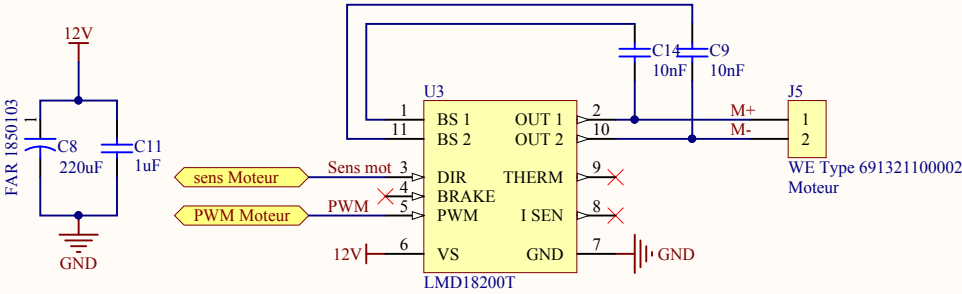 12V
FAR 1850103
1
C8
220uF
C11
1uF
GND
C14
10nF
C9
10nF
U3
1
BS 1
11
BS 2
OUT 1
2
OUT 2
10
M+
M-
J5
1
2
WE Type 691321100002
Moteur
sens Moteur
Sens mot
3
DIR
4
BRAKE
PWM Moteur
PWM
5
PWM
THERM
9
I SEN
8
12V
6
VS
GND
7
GND
LMD18200T